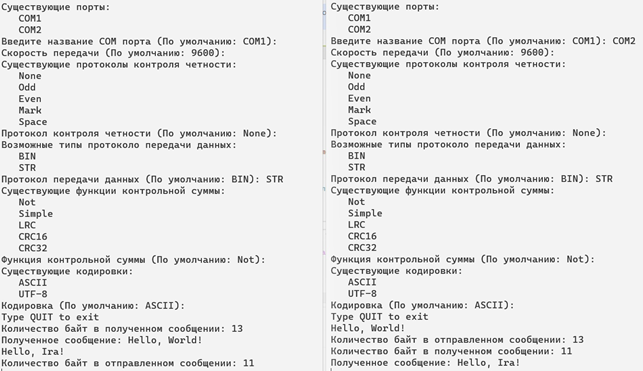 Существующие порты:
COM1
COM2
Введите название COM порта (По умолчанию: COM1):
Скорость передачи (По умолчанию: 9600):
Существующие протоколы контроля четности:
None
Odd
Even
Mark
Space
Протокол контроля четности (По умолчанию: None):
Возможные типы протоколо передачи данных:
BIN
STR
Протокол передачи данных (По умолчанию: BIN): STR
Существующие функции контрольной суммы:
Not
Simple
LRC
CRC16
CRC32
Функция контрольной суммы (По умолчанию: Not):
Существующие кодировки:
ASCII
UTF-8
Кодировка (По умолчанию: ASCII):
Type QUIT to exit
Количество байт в полученном сообщении: 13
Полученное сообщение: Hello, World!
Hello, Ira!
Количество байт в отправленном сообщении: 11
Существующие порты:
COM1
COM2
Введите название COM порта (По умолчанию: COM1): COM2
Скорость передачи (По умолчанию: 9600):
Существующие протоколы контроля четности:
None
Odd
Even
Mark
Space
Протокол контроля четности (По умолчанию: None):
Возможные типы протоколо передачи данных:
BIN
STR
Протокол передачи данных (По умолчанию: BIN): STR
Существующие функции контрольной суммы:
Not
Simple
LRC
CRC16
CRC32
Функция контрольной суммы (По умолчанию: Not):
Существующие кодировки:
ASCII
UTF-8
Кодировка (По умолчанию: ASCII):
Type QUIT to exit
Hello, World!
Количество байт в отправленном сообщении: 13
Количество байт в полученном сообщении: 11
Полученное сообщение: Hello, Ira!